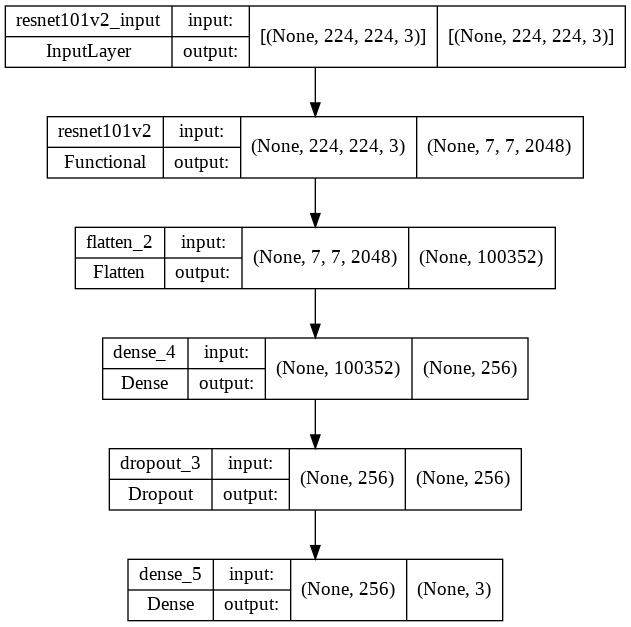 resnet101v2_input input: [(None, 224, 224, 3)] [(None, 224, 224, 3)]
InputLayer output:
resnet101v2 input: (None, 224, 224, 3) (None, 7, 7, 2048)
Functional output:
flatten_2 input: (None, 7, 7, 2048) (None, 100352)
Flatten output:
dense_4 input: (None, 100352) (None, 256)
Dense output:
dropout_3 input: (None, 256) (None, 256)
Dropout output:
dense_5 input: (None, 256) (None, 3)
Dense output: